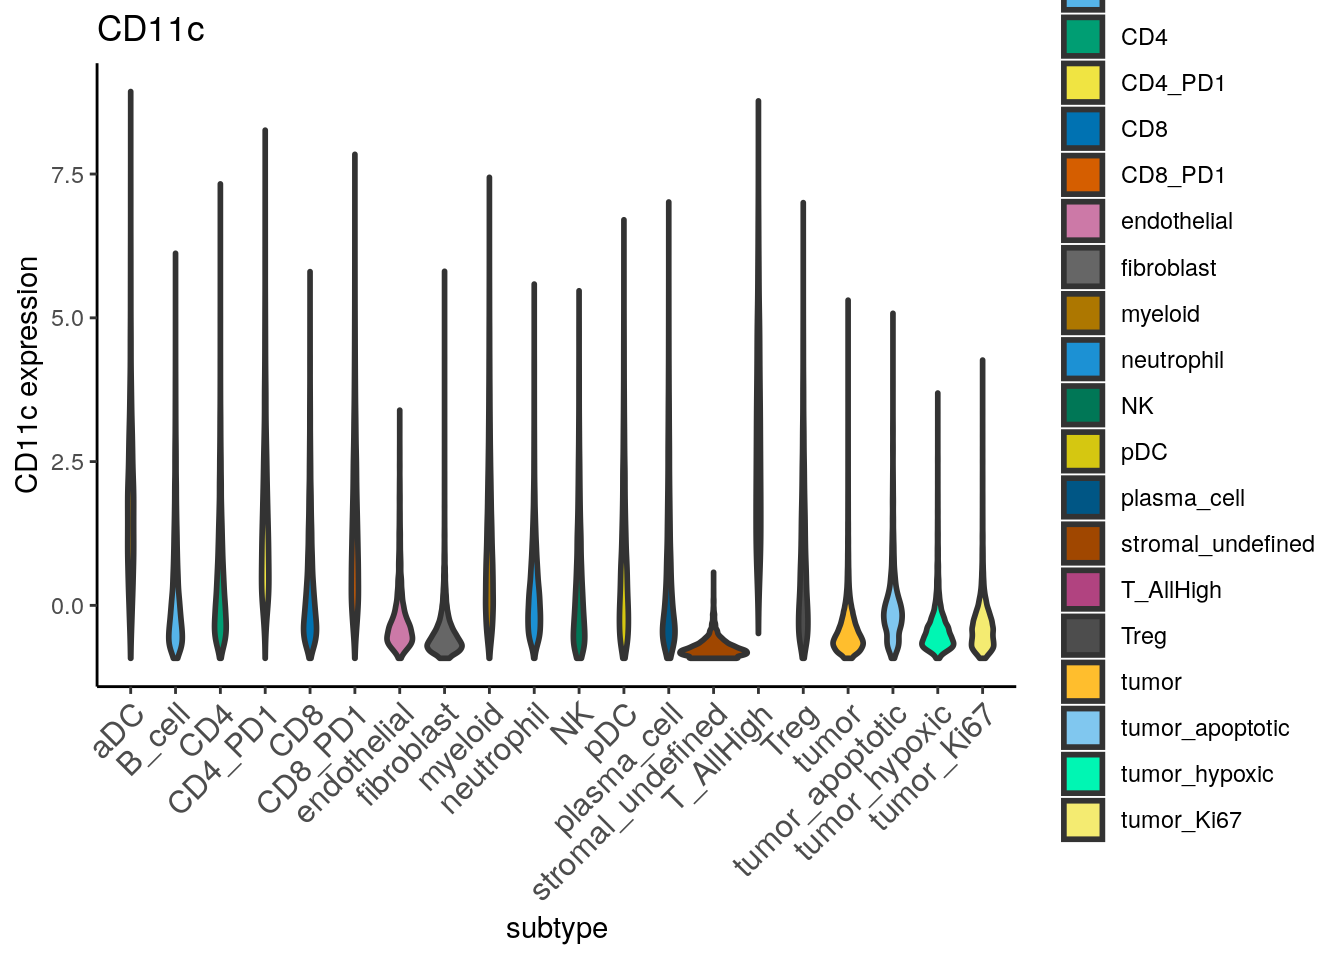 CD11c
CD11c expression
7.5
5.0
2.5
0.0
aDC
B_cell
CD4
CD4_PD1
CD8
CD8_PD1
endothelial
fibroblast
myeloid
neutrophil
NK
pDC
plasma_cell
stromal_undefined
T_AllHigh
Treg
tumor
tumor_apoptotic
tumor_hypoxic
tumor_Ki67
subtype
CD4
CD4_PD1
CD8
CD8_PD1
endothelial
fibroblast
myeloid
neutrophil
NK
pDC
plasma_cell
stromal_undefined
T_AllHigh
Treg
tumor
tumor_apoptotic
tumor_hypoxic
tumor_Ki67